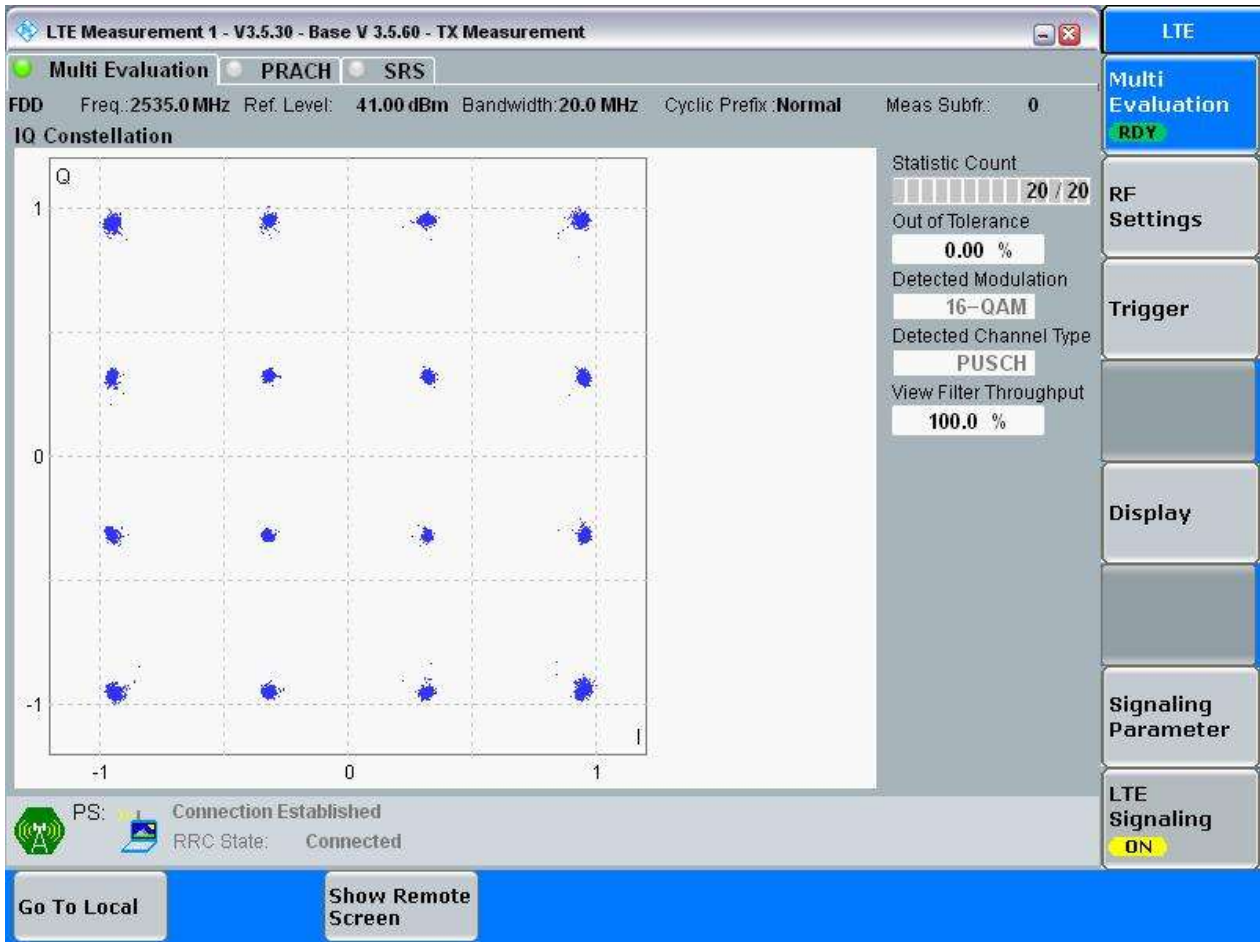 LTE Measurement 1 - V3.5.30 - Base V 3.5.60 - TX Measurement
Multi Evaluation PRACH SRS
FDD Freq.:2535.0 MHz Ref. Level: 41.00 dBm Bandwidth:20.0 MHz Cyclic Prefix :Normal Meas Subfr.: 0
IQ Constellation
Q
1
0
-1
I
-1 0 1
Statistic Count
20 / 20
Out of Tolerance
0.00 %
Detected Modulation
16-QAM
Detected Channel Type
PUSCH
View Filter Throughput
100.0 %
PS: Connection Established
RRC State: Connected
LTE
Multi
Evaluation
RDY
RF
Settings
Trigger
Display
Signaling
Parameter
LTE
Signaling
ON
Go To Local
Show Remote
Screen